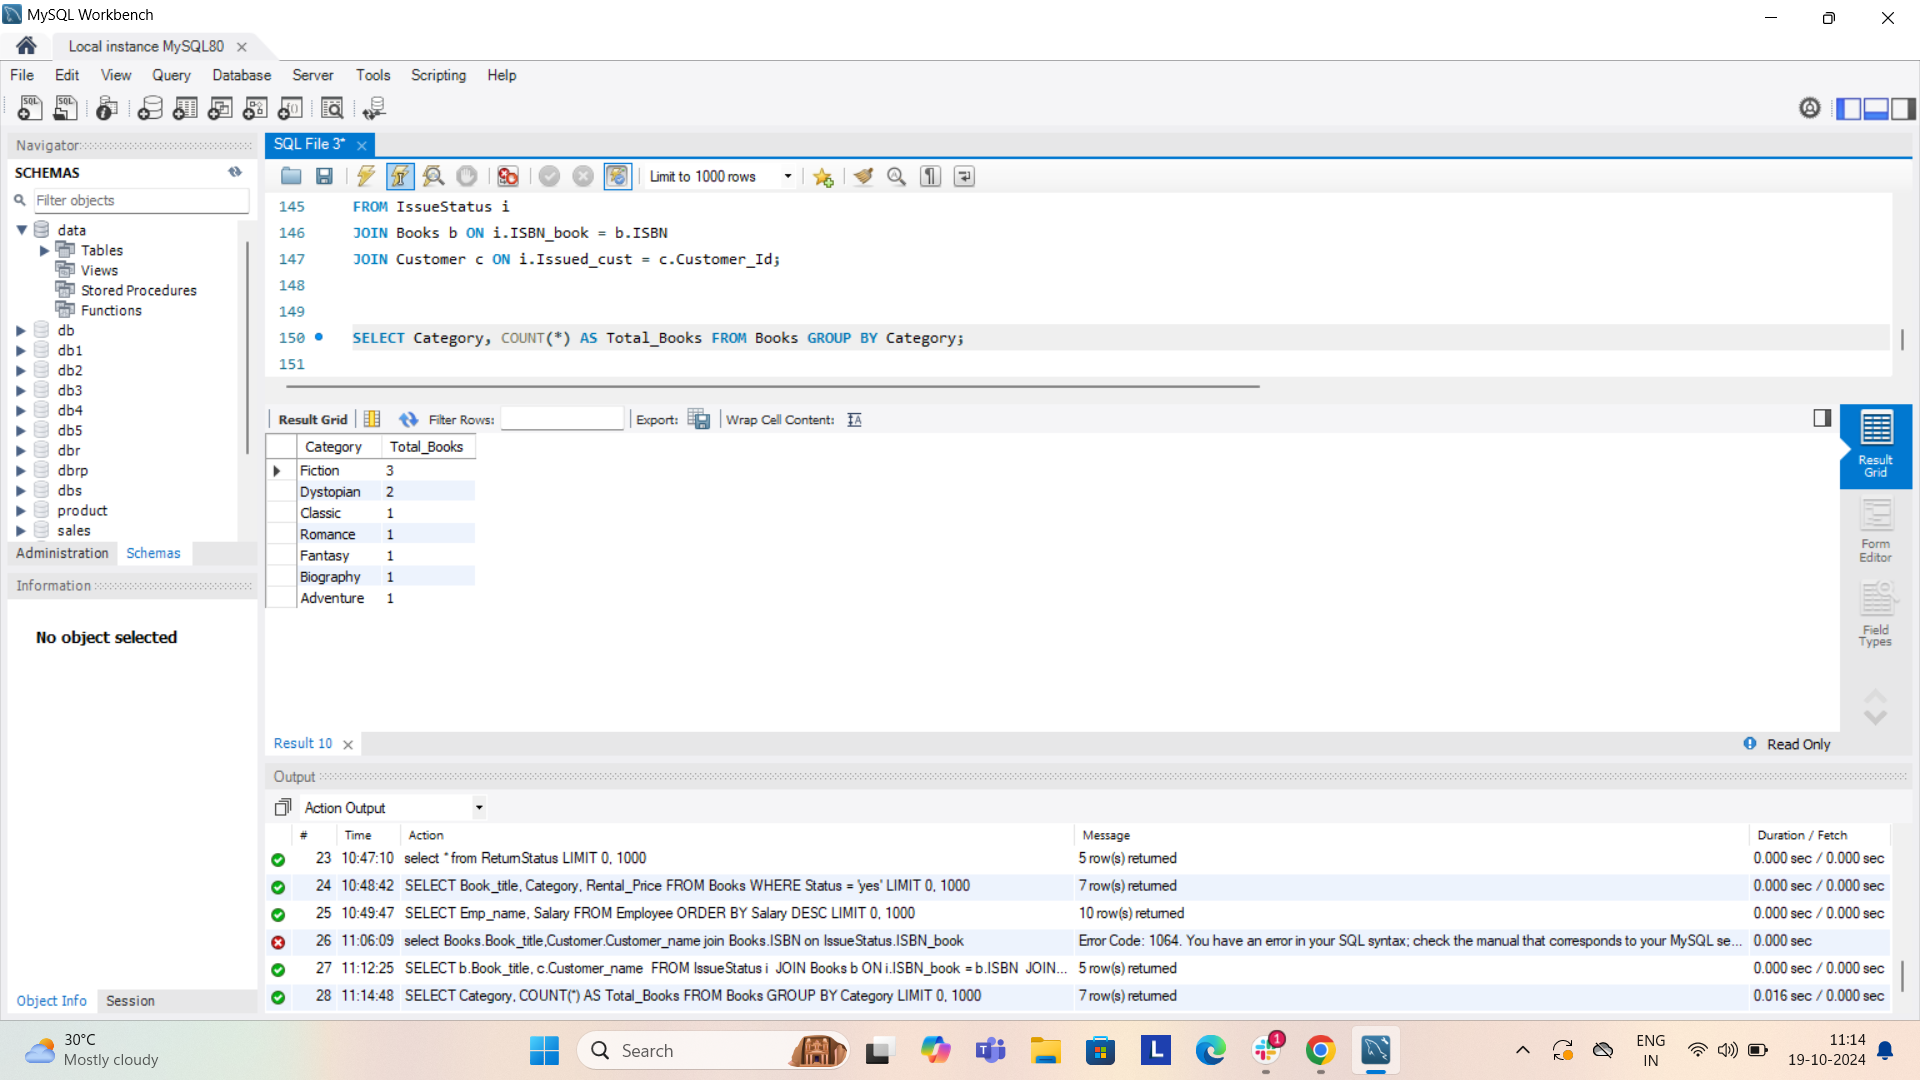 MySQL Workbench
Local instance MySQL80
File Edit View Query Database Server Tools Scripting Help
Navigator
SCHEMAS
Filter objects
data
Tables
Views
Stored Procedures
Functions
db
db1
db2
db3
db4
db5
dbr
dbrp
dbs
product
sales
Administration Schemas
Information
No object selected
Object Info Session
SQL File 3*
Limit to 1000 rows
145 FROM IssueStatus i
146 JOIN Books b ON i.ISBN_book = b.ISBN
147 JOIN Customer c ON i.Issued_cust = c.Customer_Id;
148
149
150 SELECT Category, COUNT(*) AS Total_Books FROM Books GROUP BY Category;
151
Result Grid Filter Rows: Export: Wrap Cell Content:
Category Total_Books
Fiction 3
Dystopian 2
Classic 1
Romance 1
Fantasy 1
Biography 1
Adventure 1
Result Grid
Form Editor
Field Types
Result 10 Read Only
Output
Action Output
# Time Action Message Duration / Fetch
23 10:47:10 select * from ReturnStatus LIMIT 0, 1000 5 row(s) returned 0.000 sec / 0.000 sec
24 10:48:42 SELECT Book_title, Category, Rental_Price FROM Books WHERE Status = 'yes' LIMIT 0, 1000 7 row(s) returned 0.000 sec / 0.000 sec
25 10:49:47 SELECT Emp_name, Salary FROM Employee ORDER BY Salary DESC LIMIT 0, 1000 10 row(s) returned 0.000 sec / 0.000 sec
26 11:06:09 select Books.Book_title,Customer.Customer_name join Books.ISBN on IssueStatus.ISBN_book Error Code: 1064. You have an error in your SQL syntax; check the manual that corresponds to your MySQL se... 0.000 sec
27 11:12:25 SELECT b.Book_title, c.Customer_name FROM IssueStatus i JOIN Books b ON i.ISBN_book = b.ISBN JOIN... 5 row(s) returned 0.000 sec / 0.000 sec
28 11:14:48 SELECT Category, COUNT(*) AS Total_Books FROM Books GROUP BY Category LIMIT 0, 1000 7 row(s) returned 0.016 sec / 0.000 sec
30°C
Mostly cloudy
Search
L
1
ENG
IN
11:14
19-10-2024